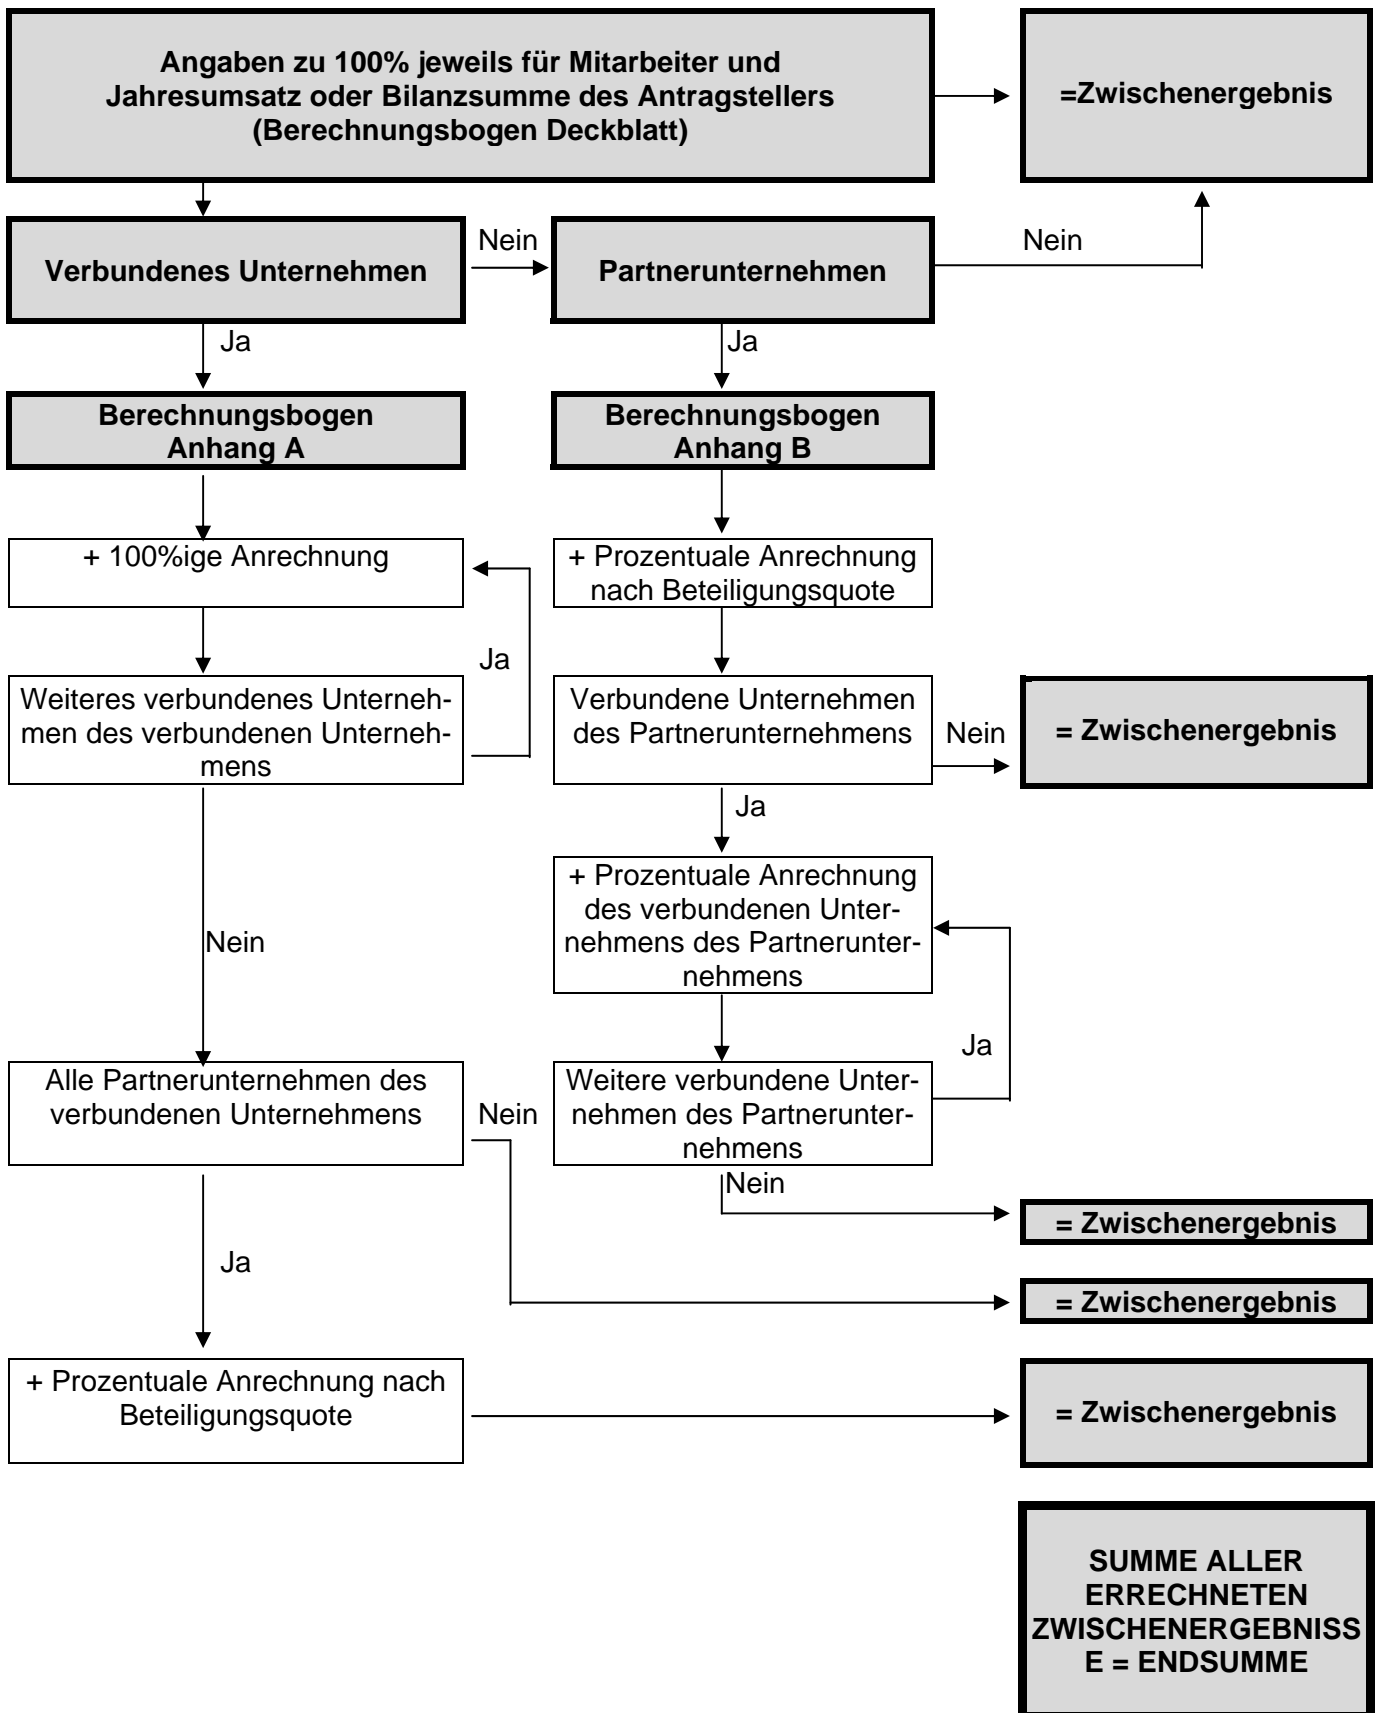 Angaben zu 100% jeweils für Mitarbeiter und
Jahresumsatz oder Bilanzsumme des Antragstellers
(Berechnungsbogen Deckblatt)
=Zwischenergebnis
Verbundenes Unternehmen
Nein
Partnerunternehmen
Nein
Ja
Ja
Berechnungsbogen
Anhang A
Berechnungsbogen
Anhang B
+ 100%ige Anrechnung
+ Prozentuale Anrechnung
nach Beteiligungsquote
Ja
Weiteres verbundenes Unterneh-
men des verbundenen Unterneh-
mens
Verbundene Unternehmen
des Partnerunternehmens
Nein
= Zwischenergebnis
Ja
+ Prozentuale Anrechnung
des verbundenen Unter-
nehmens des Partnerunter-
nehmens
Nein
Ja
Alle Partnerunternehmen des
verbundenen Unternehmens
Nein
Weitere verbundene Unter-
nehmen des Partnerunter-
nehmens
Nein
= Zwischenergebnis
Ja
= Zwischenergebnis
+ Prozentuale Anrechnung nach
Beteiligungsquote
= Zwischenergebnis
SUMME ALLER
ERRECHNETEN
ZWISCHENERGEBNISS
E = ENDSUMME